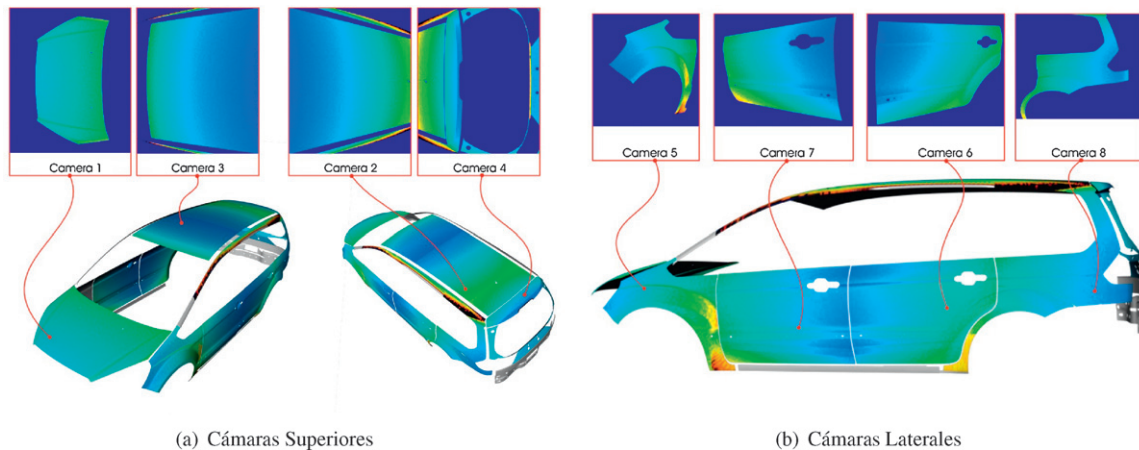 Camera 1
Camera 3
Camera 2
Camera 4
Camera 5
Camera 7
Camera 6
Camera 8
(a) Cámaras Superiores
(b) Cámaras Laterales